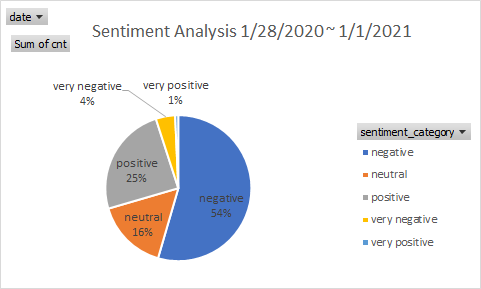 date
Sum of cnt
Sentiment Analysis 1/28/2020~ 1/1/2021
very negative
4%
very positive
1%
positive
25%
negative
54%
neutral
16%
sentiment_category
negative
neutral
positive
very negative
very positive